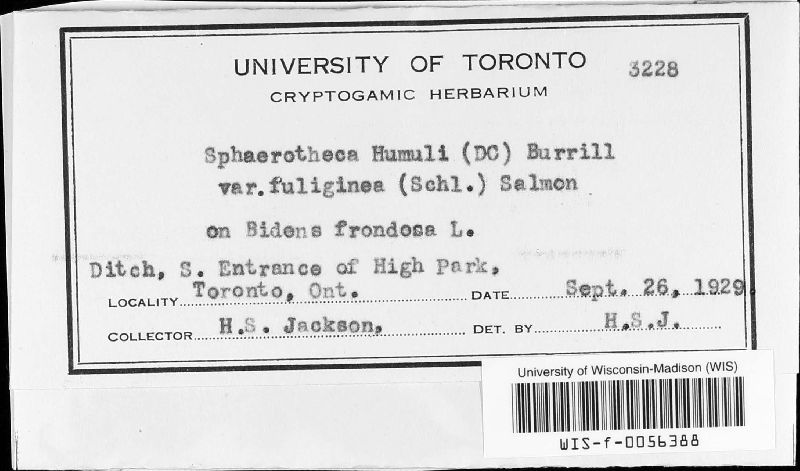 UNIVERSITY OF TORONTO 3228
CRYPTOGAMIC HERBARIUM
Sphaerotheca Humuli (DC) Burrill
var. fuliginea (Schl.) Salmon
on Bidens frondosa L.
Ditch, S. Entrance of High Park,
LOCALITY Toronto, Ont. DATE Sept. 26, 1929.
COLLECTOR H.S. Jackson. DET. BY H.S.J.
University of Wisconsin-Madison (WIS)
WIS-f-0056388